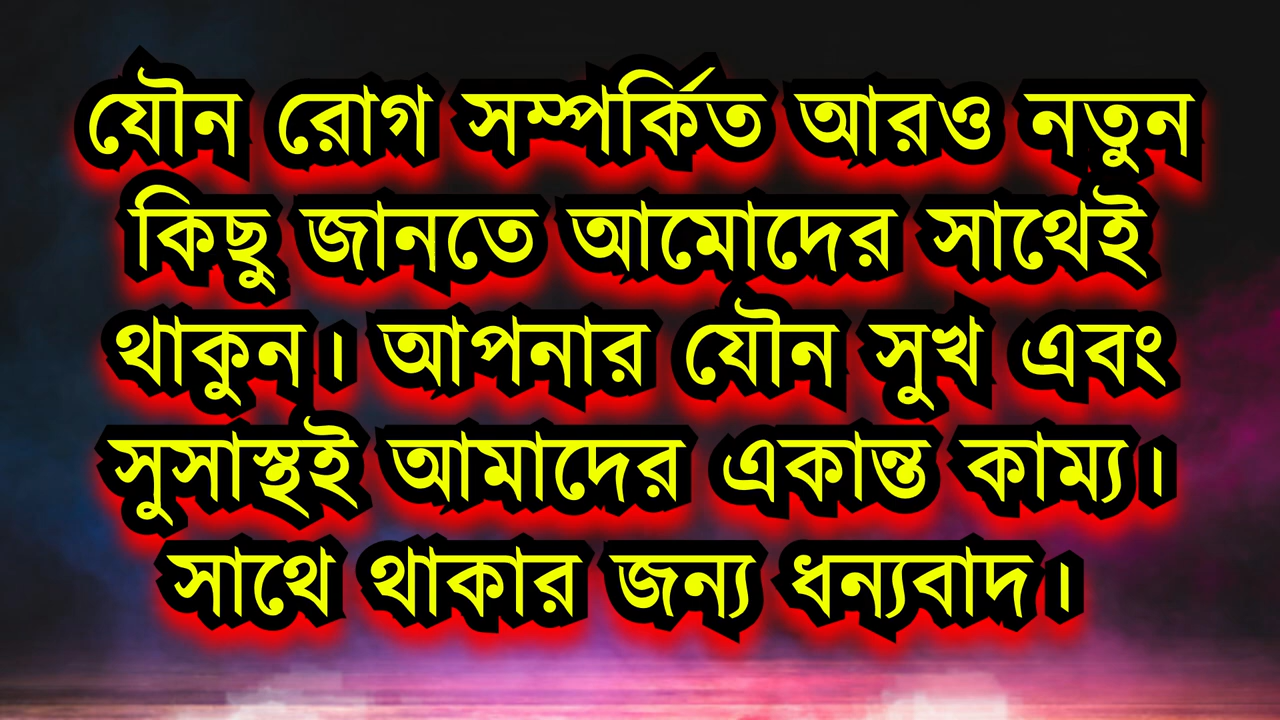 যৌন রোগ সম্পর্কিত আরও নতুন
কিছু জানতে আমোদের সাথেই
থাকুন। আপনার যৌন সুখ এবং
সুসাস্থই আমাদের একান্ত কাম্য।
সাথে থাকার জন্য ধন্যবাদ।